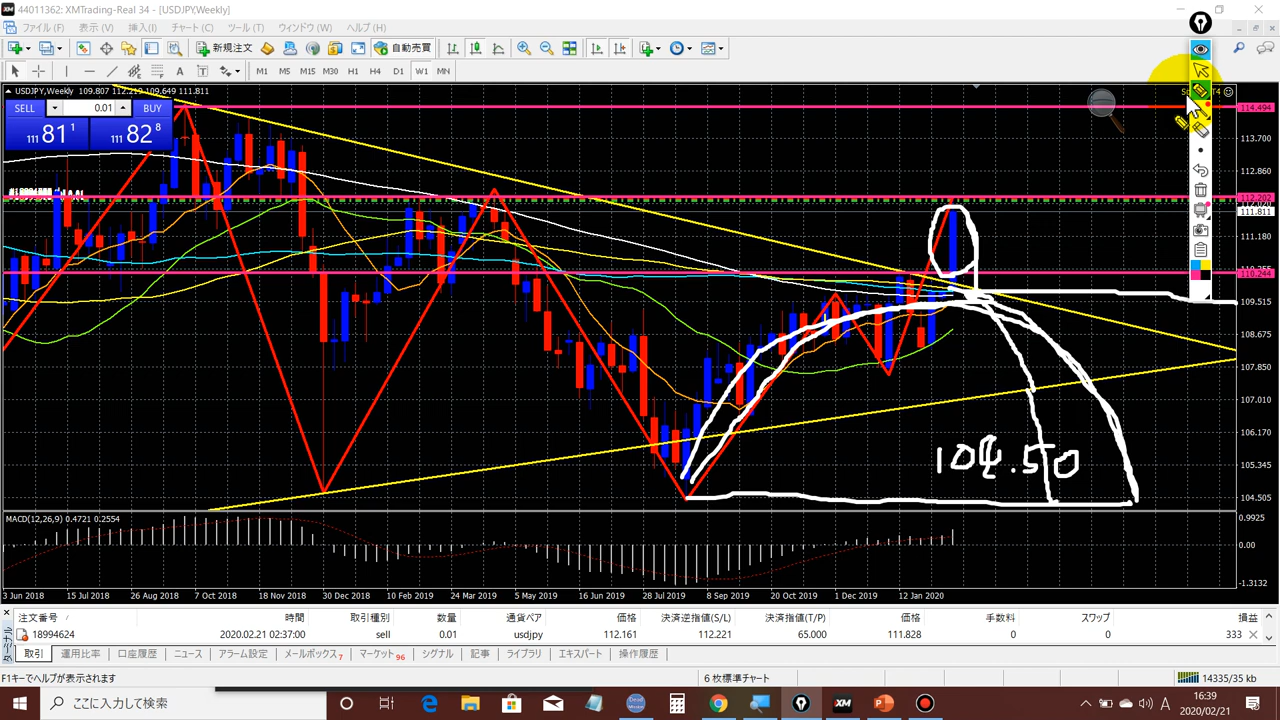 44011362: XMTrading-Real 34 - [USDJPY,Weekly]
ファイル (F) 表示 (V) 挿入(I) チャート (C) ツール (T) ウィンドウ (W) ヘルプ (H)
新規注文 自動売買
M1 M5 M15 M30 H1 H4 D1 W1 MN
USDJPY,Weekly 109.807 112.219 109.649 111.811
SELL 0.01 BUY
111 81 1 111 82 8
114.494
113.700
112.860
112.202
111.811
111.180
110.244
109.515
108.675
107.850
107.010
106.170
105.345
104.505
104.50
MACD(12,26,9) 0.4721 0.2554
0.9925
0.00
-1.3132
3 Jun 2018 15 Jul 2018 26 Aug 2018 7 Oct 2018 18 Nov 2018 30 Dec 2018 10 Feb 2019 24 Mar 2019 5 May 2019 16 Jun 2019 28 Jul 2019 8 Sep 2019 20 Oct 2019 1 Dec 2019 12 Jan 2020
注文番号 / 時間 取引種別 数量 通貨ペア 価格 決済逆指値(S/L) 決済指値(T/P) 価格 手数料 スワップ 損益
18994624 2020.02.21 02:37:00 sell 0.01 usdjpy 112.161 112.221 65.000 111.828 0 0 333
取引 運用比率 口座履歴 ニュース アラーム設定 メールボックス 7 マーケット 96 シグナル 記事 ライブラリ エキスパート 操作履歴
F1キーでヘルプが表示されます 6 枚標準チャート 14335/35 kb
ここに入力して検索
A 16:39
2020/02/21